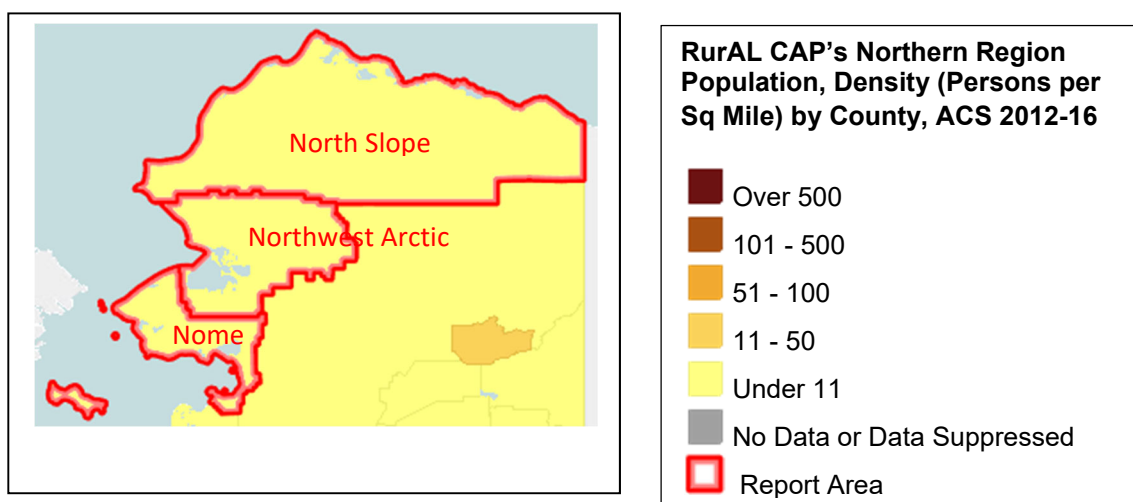 North Slope
Northwest Arctic
Nome
RurAL CAP’s Northern Region
Population, Density (Persons per
Sq Mile) by County, ACS 2012-16
Over 500
101 - 500
51 - 100
11 - 50
Under 11
No Data or Data Suppressed
Report Area